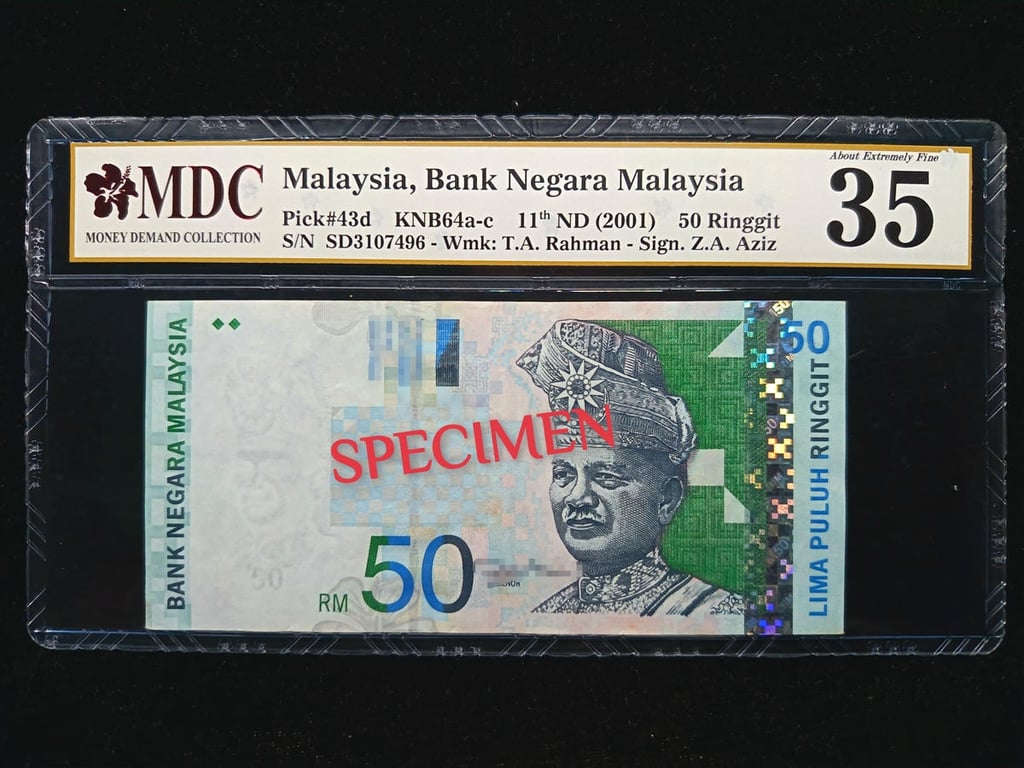 MDC
MONEY DEMAND COLLECTION
Malaysia, Bank Negara Malaysia
Pick#43d KNB64a-c 11th ND (2001) 50 Ringgit
S/N SD3107496 - Wmk: T.A. Rahman - Sign. Z.A. Aziz
About Extremely Fine
35
BANK NEGARA MALAYSIA
SPECIMEN
50
RM 50
50
LIMA PULUH RINGGIT